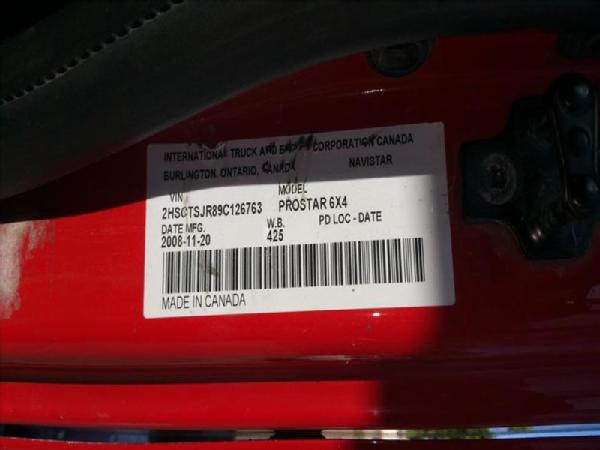 INTERNATIONAL TRUCK AND CORPORATION CANADA
BURLINGTON, ONTARIO, CANADA NAVISTAR
VIN MODEL
2HSCTSJR89C126763 PROSTAR 6X4
DATE MFG. W.B. PD LOC - DATE
2008-11-20 425
MADE IN CANADA